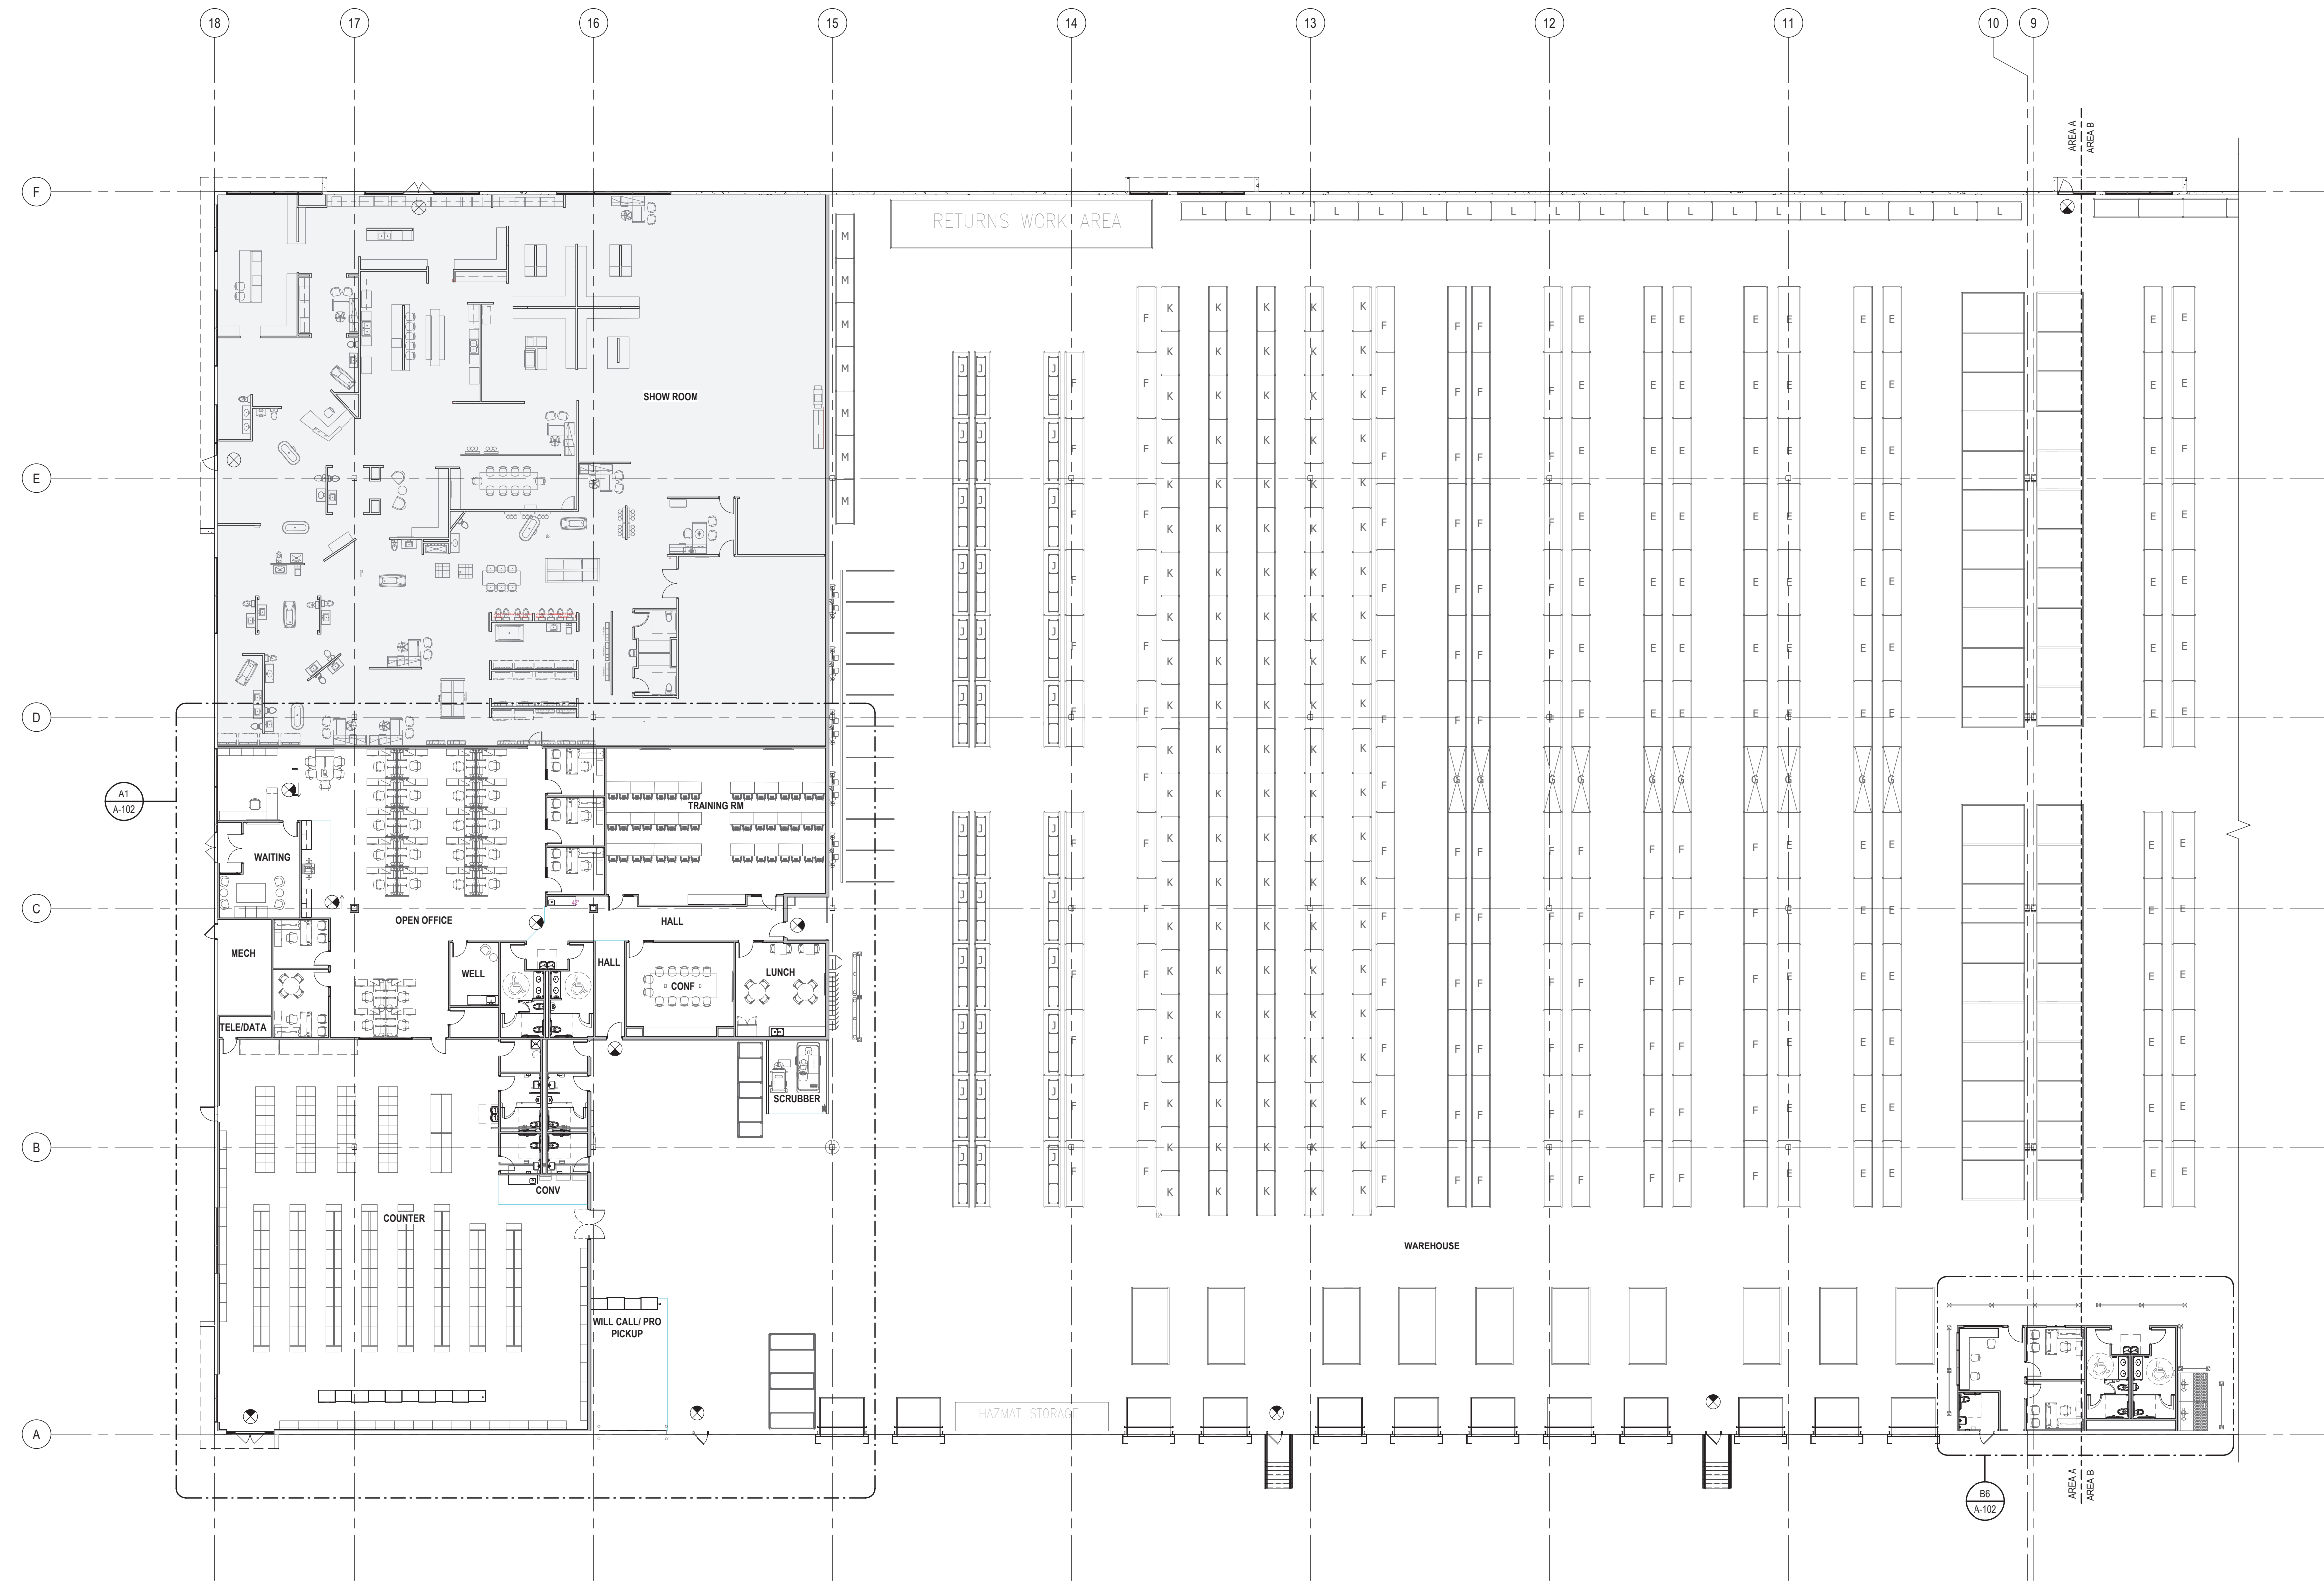 18 17 16 15 14 13 12 11 10 9
AREA A
AREA B
F
RETURNS WORK AREA
L L L L L L L L L L L L L L L L L L L
M M M M M M M
SHOW ROOM
E
D
J J J J J J J J J J J J
J J J J J J J J J J J J
J J J J J J J J J J J J
F F F F F F F F F F F F
F F F F F F F F F F F F F F
K K K K K K K K K K K K K K K K K K K K K
K K K K K K K K K K K K K K K K K K K K K
K K K K K K K K K K K K K K K K K K K K K
K K K K K K K K K K K K K K K K K K K K K
K K K K K K K K K K K K K K K K K K K K K
F F F F F F F F F F F F F F
F F F F F F F G F F F F F F
F F F F F F F G F F F F F F
F F F F F F F G F F F F F F
E E E E E E E G F F F F F F
E E E E E E E G F F F F F F
E E E E E E E G F F F F F F
E E E E E E E G F F F F F F
E E E E E E E G E E E E E E
E E E E E E E G E E E E E E
E E E E E E E G E E E E E E
E E E E E E E E E E E E E
E E E E E E E E E E E E E
A1
A-102
TRAINING RM
WAITING
C
OPEN OFFICE
HALL
MECH
WELL
HALL
CONF
LUNCH
TELE/DATA
SCRUBBER
B
CONV
COUNTER
WAREHOUSE
WILL CALL/ PRO
PICKUP
HAZMAT STORAGE
A
AREA A
AREA B
B6
A-102